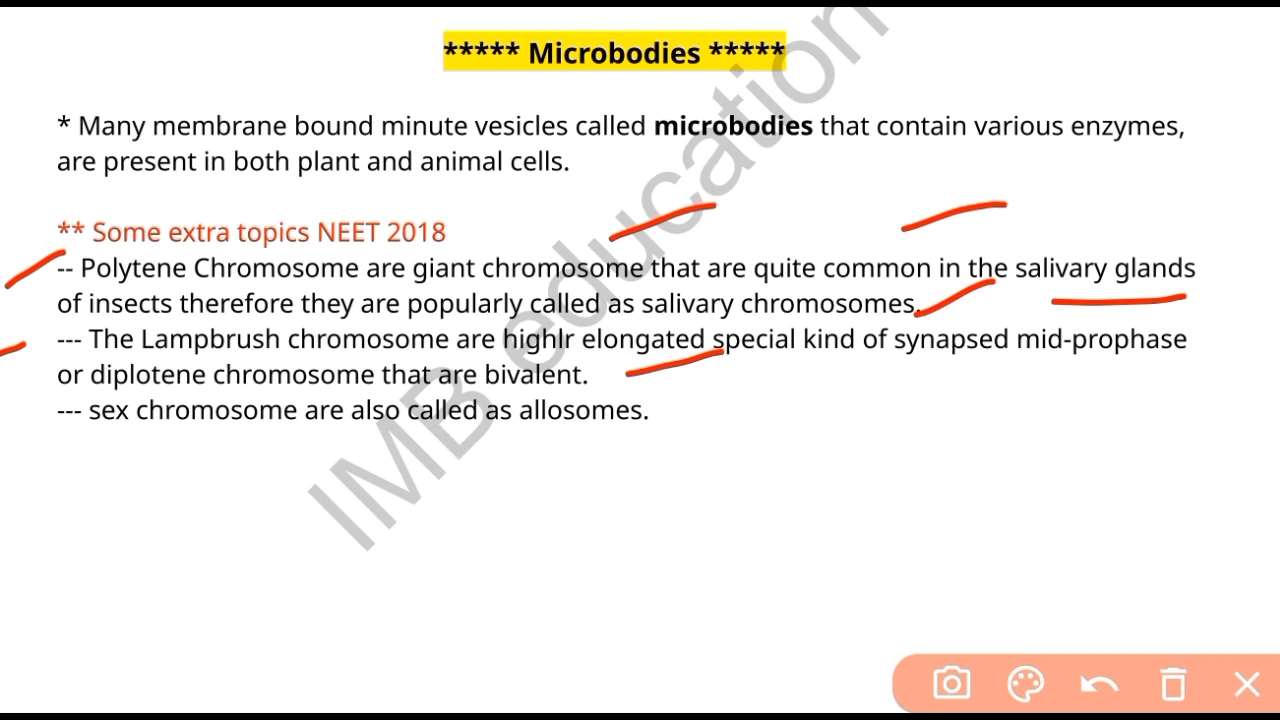 ***** Microbodies *****
* Many membrane bound minute vesicles called microbodies that contain various enzymes,
are present in both plant and animal cells.
** Some extra topics NEET 2018
-- Polytene Chromosome are giant chromosome that are quite common in the salivary glands
of insects therefore they are popularly called as salivary chromosomes.
--- The Lampbrush chromosome are highlr elongated special kind of synapsed mid-prophase
or diplotene chromosome that are bivalent.
--- sex chromosome are also called as allosomes.
IMB education